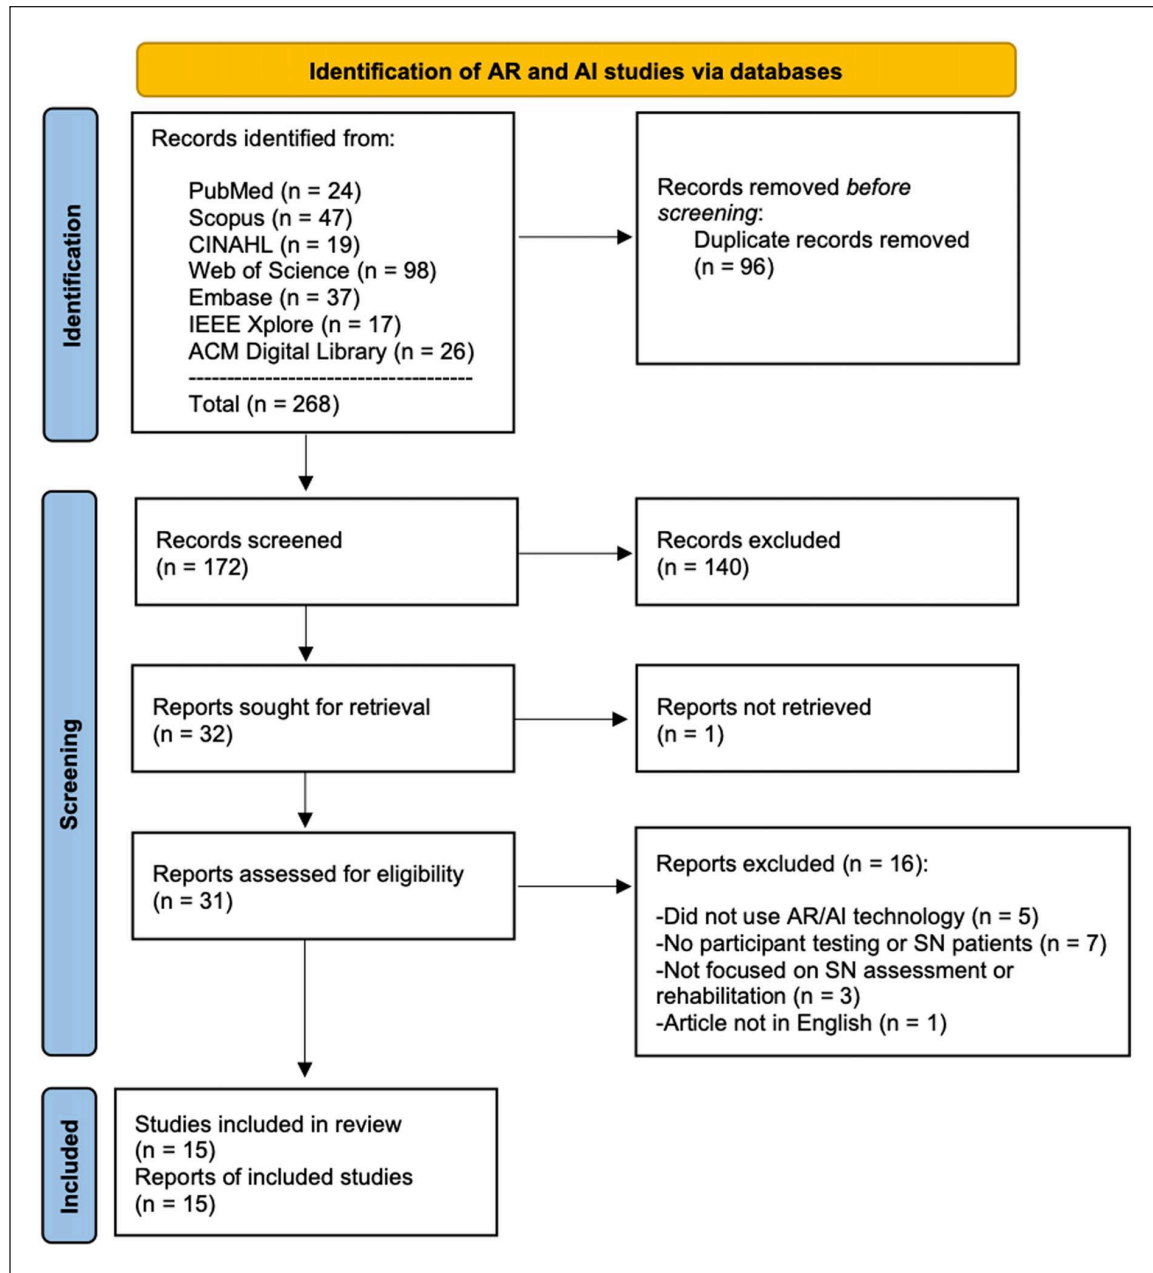 Identification of AR and AI studies via databases
Identification
Records identified from:
PubMed (n = 24)
Scopus (n = 47)
CINAHL (n = 19)
Web of Science (n = 98)
Embase (n = 37)
IEEE Xplore (n = 17)
ACM Digital Library (n = 26)
-------------------------------------
Total (n = 268)
Records removed before
screening:
Duplicate records removed
(n = 96)
Screening
Records screened
(n = 172)
Records excluded
(n = 140)
Reports sought for retrieval
(n = 32)
Reports not retrieved
(n = 1)
Reports assessed for eligibility
(n = 31)
Reports excluded (n = 16):
-Did not use AR/AI technology (n = 5)
-No participant testing or SN patients (n = 7)
-Not focused on SN assessment or
rehabilitation (n = 3)
-Article not in English (n = 1)
Included
Studies included in review
(n = 15)
Reports of included studies
(n = 15)